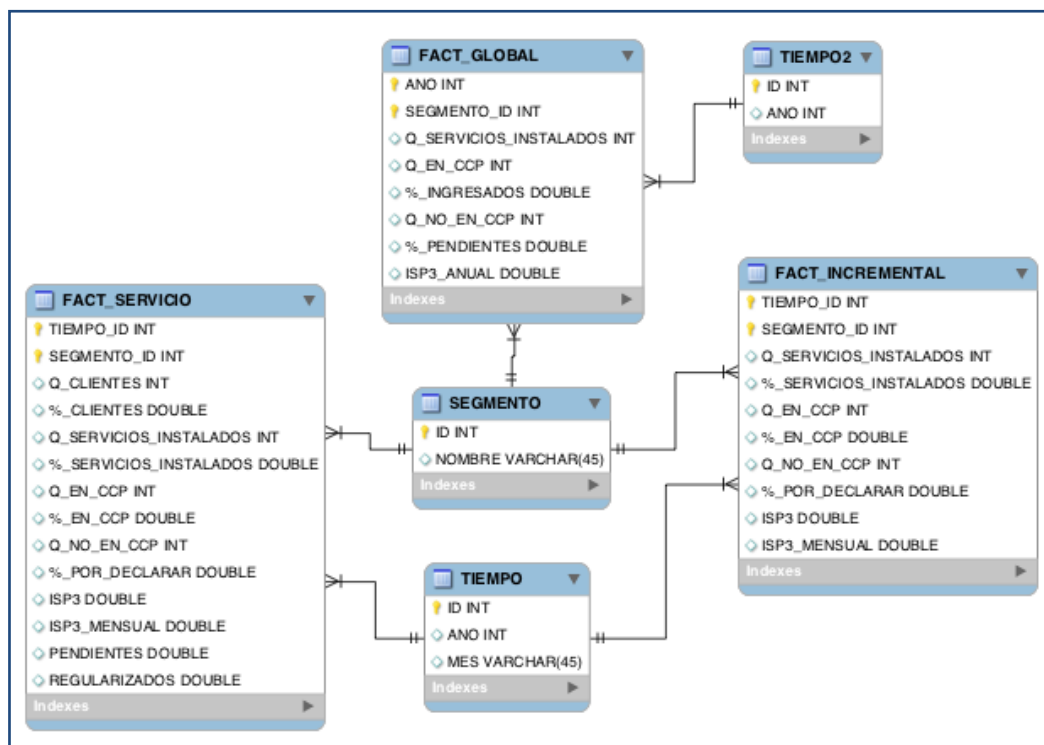 FACT_GLOBAL
ANO INT
SEGMENTO_ID INT
Q_SERVICIOS_INSTALADOS INT
Q_EN_CCP INT
%_INGRESADOS DOUBLE
Q_NO_EN_CCP INT
%_PENDIENTES DOUBLE
ISP3_ANUAL DOUBLE
Indexes
TIEMPO2
ID INT
ANO INT
Indexes
FACT_SERVICIO
TIEMPO_ID INT
SEGMENTO_ID INT
Q_CLIENTES INT
%_CLIENTES DOUBLE
Q_SERVICIOS_INSTALADOS INT
%_SERVICIOS_INSTALADOS DOUBLE
Q_EN_CCP INT
%_EN_CCP DOUBLE
Q_NO_EN_CCP INT
%_POR_DECLARAR DOUBLE
ISP3 DOUBLE
ISP3_MENSUAL DOUBLE
PENDIENTES DOUBLE
REGULARIZADOS DOUBLE
Indexes
SEGMENTO
ID INT
NOMBRE VARCHAR(45)
Indexes
TIEMPO
ID INT
ANO INT
MES VARCHAR(45)
Indexes
FACT_INCREMENTAL
TIEMPO_ID INT
SEGMENTO_ID INT
Q_SERVICIOS_INSTALADOS INT
%_SERVICIOS_INSTALADOS DOUBLE
Q_EN_CCP INT
%_EN_CCP DOUBLE
Q_NO_EN_CCP INT
%_POR_DECLARAR DOUBLE
ISP3 DOUBLE
ISP3_MENSUAL DOUBLE
Indexes